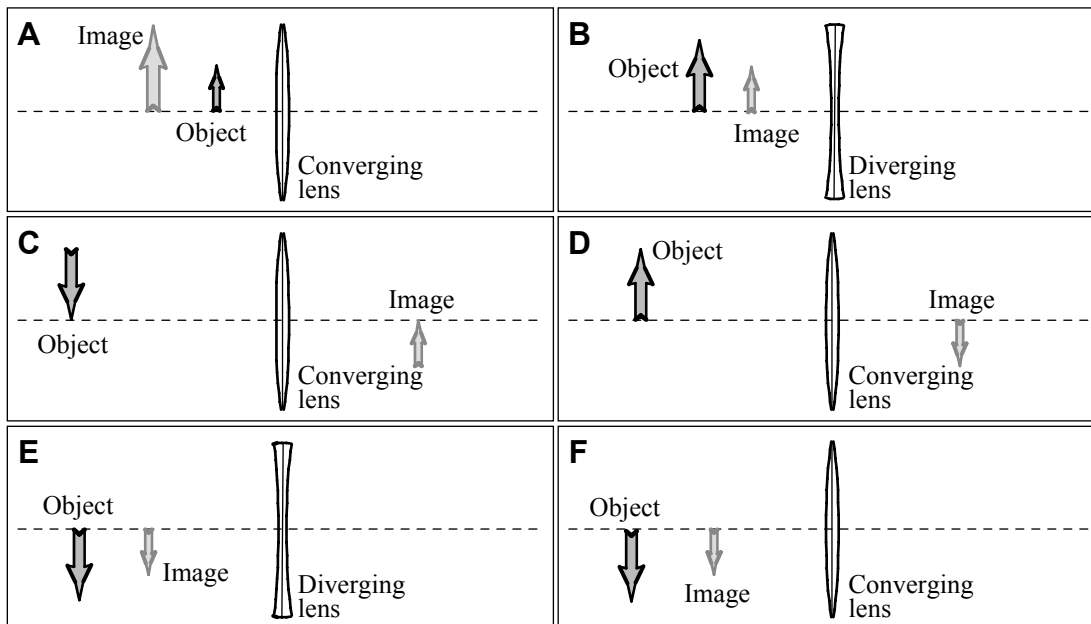 A
Image
Object
Converging
lens
B
Object
Image
Diverging
lens
C
Object
Image
Converging
lens
D
Object
Image
Converging
lens
E
Object
Image
Diverging
lens
F
Object
Image
Converging
lens